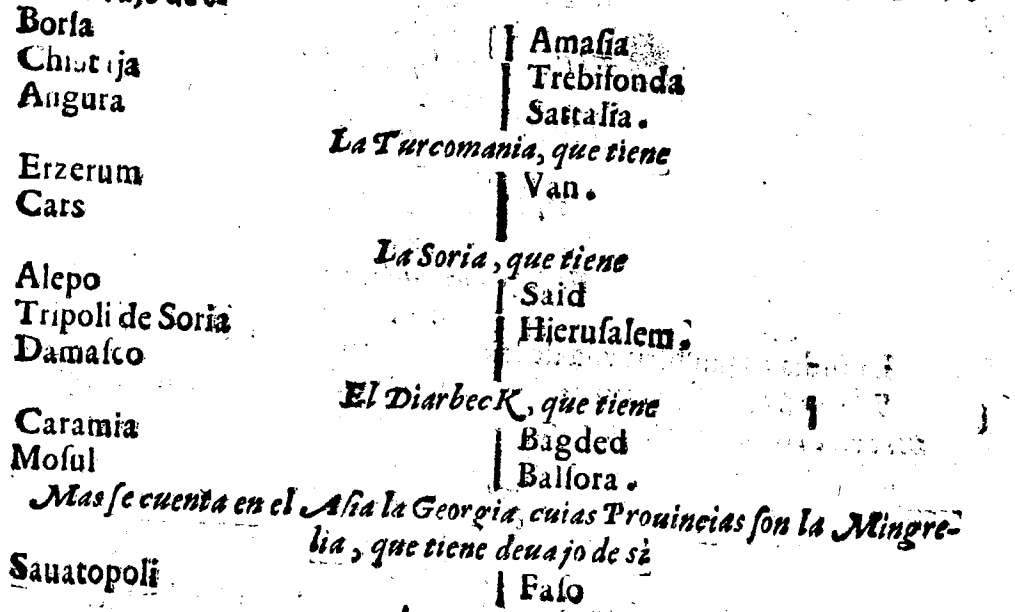 Borſa
Amaſia
Trebiſonda
Angura
Sattalia.
La Turcomania, que tiene
Erzerum
Van.
Cars
La Soria, que tiene
Alepo
Said
Tripoli de Soria
Hieruſalem.
Damaſco
El DiarbecK, que tiene
Caramia
Bagded
Moſul
Balſora.
Mas ſe cuenta en el Aſia la Georgia, cuias Prouincias ſon la Mingre-
lia, que tiene deuajo de sì
Sauatopoli
Faſo